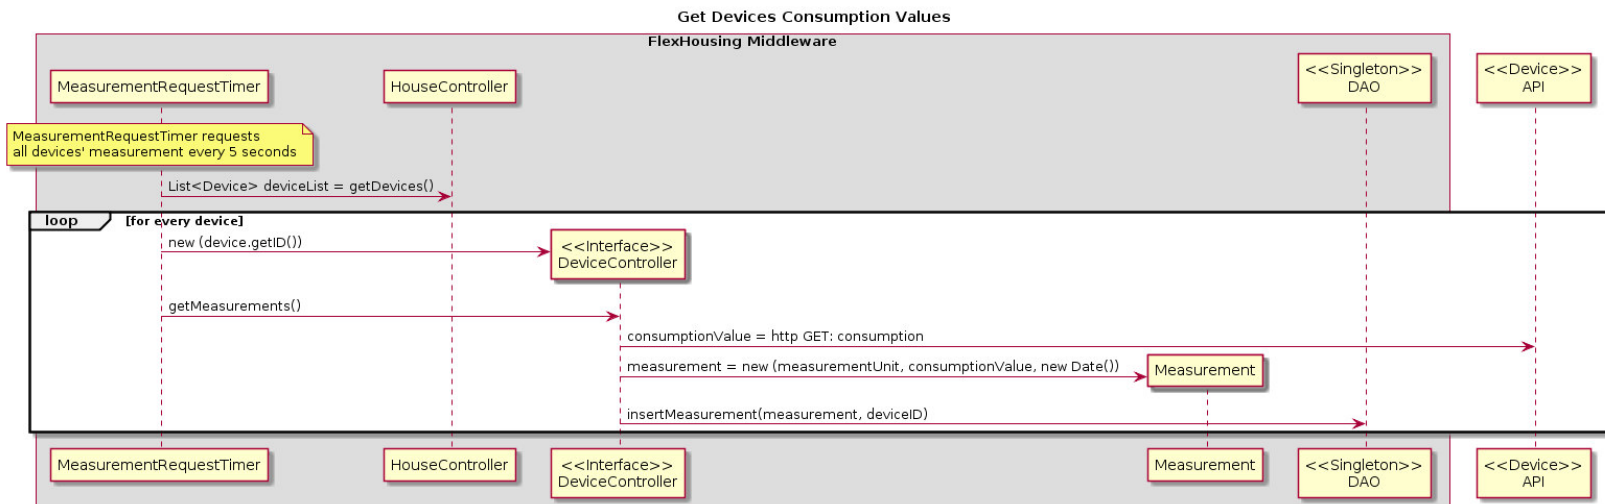 Get Devices Consumption Values
FlexHousing Middleware
MeasurementRequestTimer
HouseController
<<Singleton>>
DAO
<<Device>>
API
MeasurementRequestTimer requests
all devices' measurement every 5 seconds
List<Device> deviceList = getDevices()
loop
[for every device]
new (device.getID())
<<Interface>>
DeviceController
getMeasurements()
consumptionValue = http GET: consumption
measurement = new (measurementUnit, consumptionValue, new Date())
Measurement
insertMeasurement(measurement, deviceID)
MeasurementRequestTimer
HouseController
<<Interface>>
DeviceController
Measurement
<<Singleton>>
DAO
<<Device>>
API